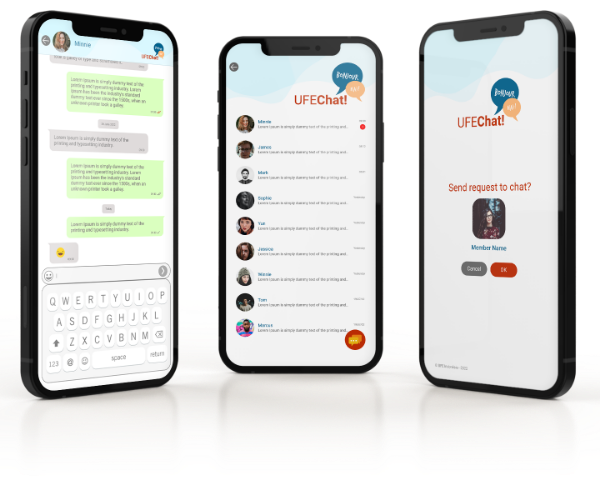 Minnie
UFEChat!
Lorem Ipsum is simply dummy text of the
printing and typesetting industry. Lorem
Ipsum has been the industry's standard
dummy text ever since the 1500s, when an
unknown printer took a galley
Lorem Ipsum is simply dummy text of the
printing and typesetting industry.
Lorem Ipsum is simply dummy text of the
printing and typesetting industry. Lorem
Ipsum has been the industry's standard
dummy text ever since the 1500s, when an
unknown printer took a galley
Lorem Ipsum is simply dummy text of the
printing and typesetting industry.
Q W E R T Y U I O P
A S D F G H J K L
Z X C V B N M
123 @ space return
BONJOUR
UFEChat!
Lorem Ipsum is simply dummy text of the printing and..
James
Lorem Ipsum is simply dummy text of the printing and..
Mark
Lorem Ipsum is simply dummy text of the printing and..
Sophie
Lorem Ipsum is simply dummy text of the printing and..
Yue
Lorem Ipsum is simply dummy text of the printing and..
Jessica
Lorem Ipsum is simply dummy text of the printing and..
Winnie
Lorem Ipsum is simply dummy text of the printing and..
Tom
Lorem Ipsum is simply dummy text of the printing and..
Marcus
Lorem Ipsum is simply dummy text of the printing and..
BONJOUR
UFEChat!
Send request to chat?
Member Name
Cancel OK